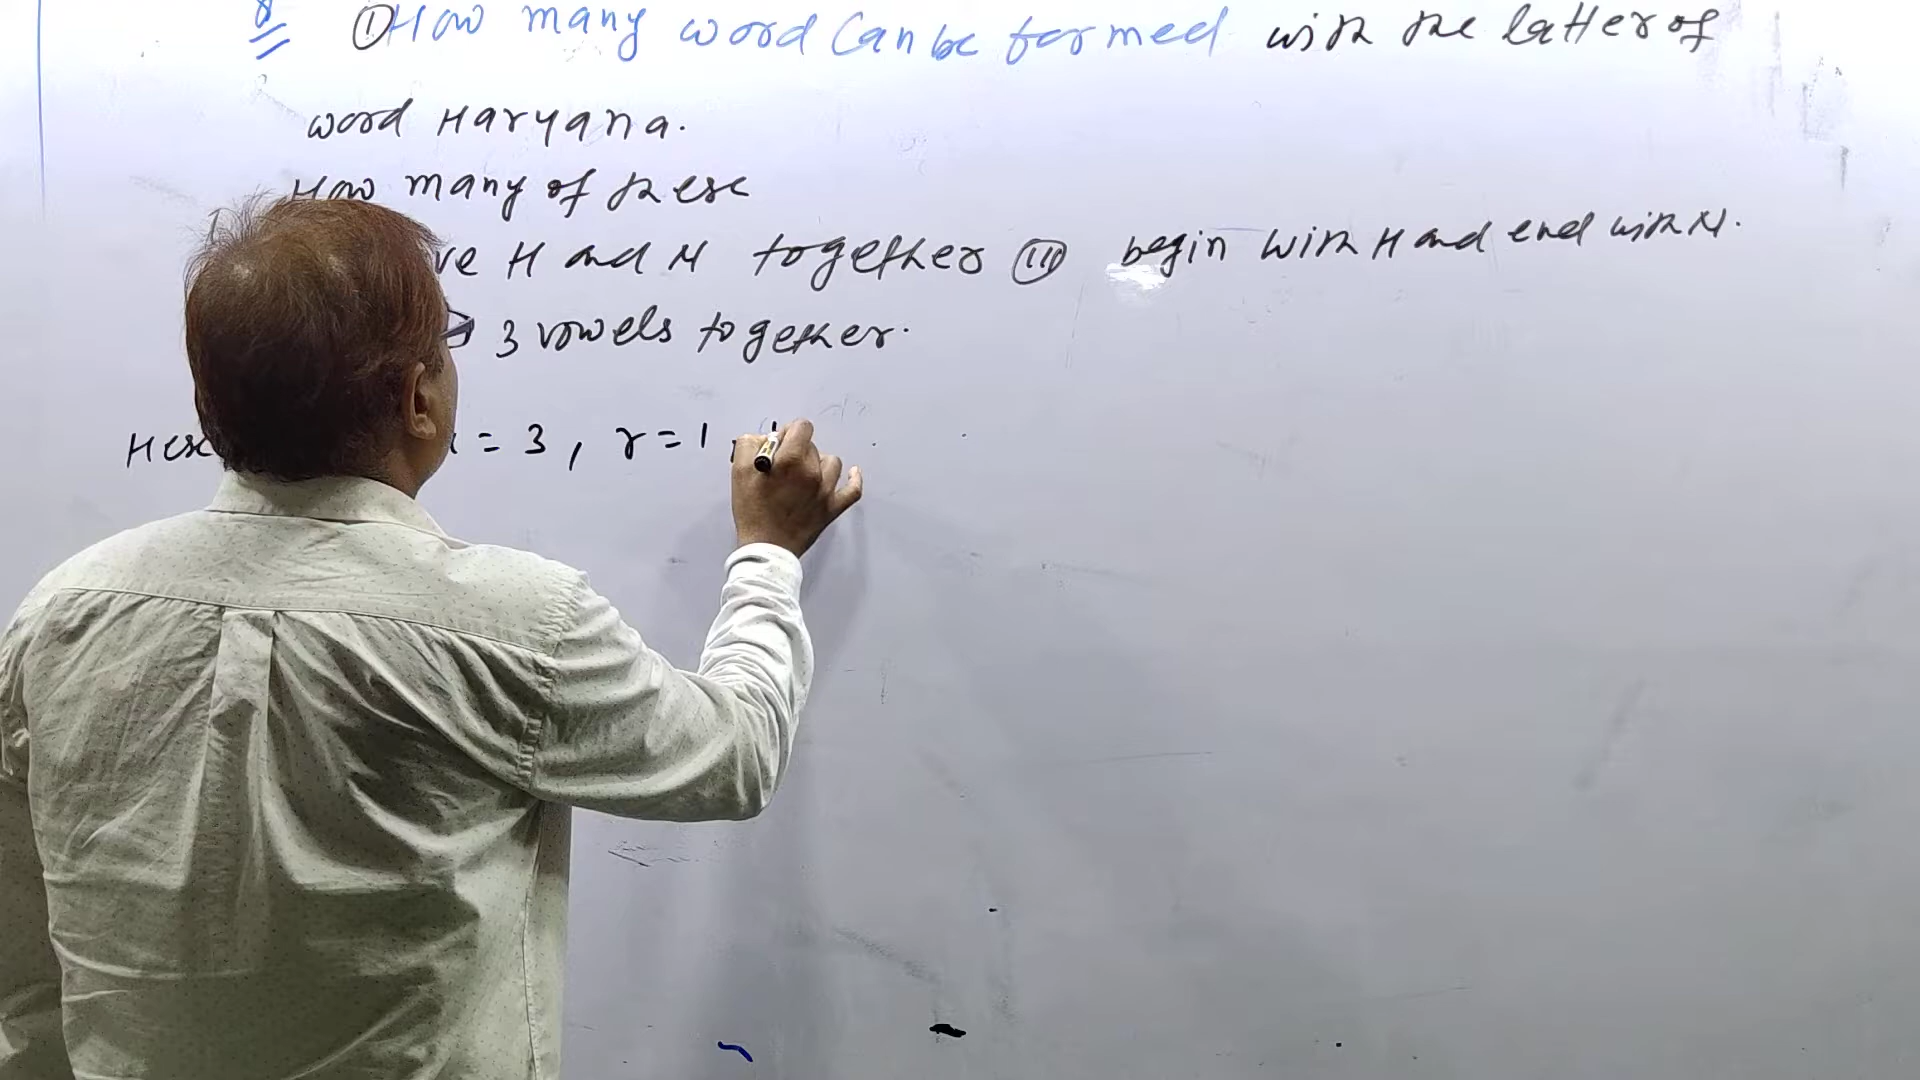 ① How many word can be formed with the latter of
word Haryana.
How many of these
ve H and N together ⅲ begin with H and end with N.
3 vowels together.
Here = 3, r = 1,